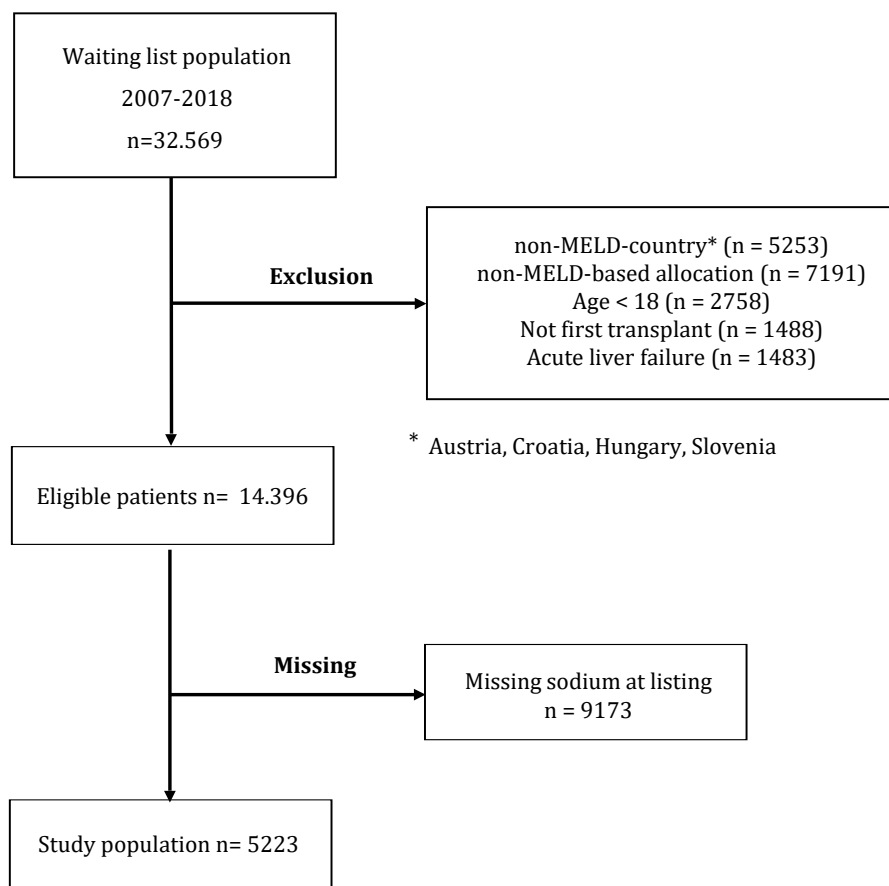 Waiting list population
2007-2018
n=32.569
Exclusion
non-MELD-country* (n = 5253)
non-MELD-based allocation (n = 7191)
Age < 18 (n = 2758)
Not first transplant (n = 1488)
Acute liver failure (n = 1483)
* Austria, Croatia, Hungary, Slovenia
Eligible patients n= 14.396
Missing
Missing sodium at listing
n = 9173
Study population n= 5223